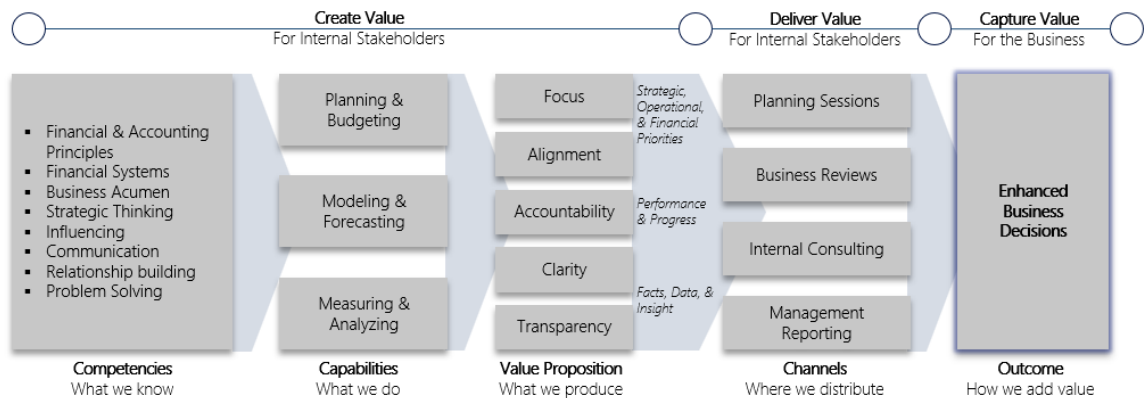 Create Value
For Internal Stakeholders
Deliver Value
For Internal Stakeholders
Capture Value
For the Business
▪ Financial & Accounting
Principles
▪ Financial Systems
▪ Business Acumen
▪ Strategic Thinking
▪ Influencing
▪ Communication
▪ Relationship building
▪ Problem Solving
Competencies
What we know
Planning &
Budgeting
Modeling &
Forecasting
Measuring &
Analyzing
Capabilities
What we do
Focus
Alignment
Accountability
Clarity
Transparency
Value Proposition
What we produce
Strategic,
Operational,
& Financial
Priorities
Performance
& Progress
Facts, Data, &
Insight
Planning Sessions
Business Reviews
Internal Consulting
Management
Reporting
Channels
Where we distribute
Enhanced
Business
Decisions
Outcome
How we add value